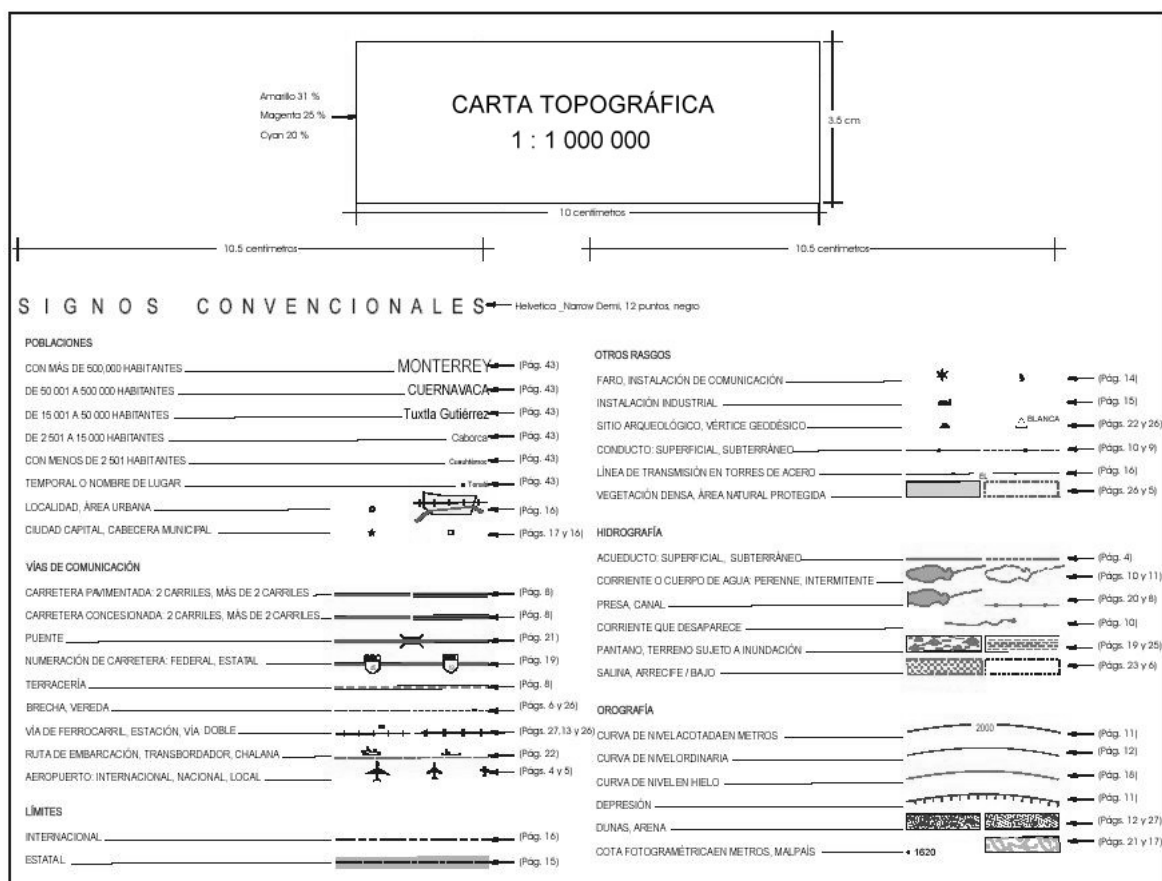 CARTA TOPOGRÁFICA
1 : 1 000 000
Amarillo 31 %
Magenta 25 %
Cyan 20 %
3.5 cm
10 centímetros
10.5 centímetros
10.5 centímetros
SIGNOS CONVENCIONALES
Helvetica _Narrow Demi, 12 puntos, negro
POBLACIONES
CON MÁS DE 500,000 HABITANTES MONTERREY (Pág. 43)
DE 50 001 A 500 000 HABITANTES CUERNAVACA (Pág. 43)
DE 15 001 A 50 000 HABITANTES Tuxtla Gutiérrez (Pág. 43)
DE 2 501 A 15 000 HABITANTES Caborca (Pág. 43)
CON MENOS DE 2 501 HABITANTES Cuauhtémoc (Pág. 43)
TEMPORAL O NOMBRE DE LUGAR (Pág. 43)
LOCALIDAD, ÁREA URBANA (Pág. 16)
CIUDAD CAPITAL, CABECERA MUNICIPAL (Págs. 17 y 16)
VÍAS DE COMUNICACIÓN
CARRETERA PAVIMENTADA: 2 CARRILES, MÁS DE 2 CARRILES (Pág. 8)
CARRETERA CONCESIONADA: 2 CARRILES, MÁS DE 2 CARRILES (Pág. 8)
PUENTE (Pág. 21)
NUMERACIÓN DE CARRETERA: FEDERAL, ESTATAL (Pág. 19)
TERRACERÍA (Pág. 8)
BRECHA, VEREDA (Págs. 6 y 26)
VÍA DE FERROCARRIL, ESTACIÓN, VÍA DOBLE (Págs. 27,13 y 26)
RUTA DE EMBARCACIÓN, TRANSBORDADOR, CHALANA (Pág. 22)
AEROPUERTO: INTERNACIONAL, NACIONAL, LOCAL (Págs. 4 y 5)
LÍMITES
INTERNACIONAL (Pág. 16)
ESTATAL (Pág. 15)
OTROS RASGOS
FARO, INSTALACIÓN DE COMUNICACIÓN (Pág. 14)
INSTALACIÓN INDUSTRIAL (Pág. 15)
SITIO ARQUEOLÓGICO, VÉRTICE GEODÉSICO BLANCA (Págs. 22 y 26)
CONDUCTO: SUPERFICIAL, SUBTERRÁNEO (Págs. 10 y 9)
LÍNEA DE TRANSMISIÓN EN TORRES DE ACERO EL (Pág. 16)
VEGETACIÓN DENSA, ÁREA NATURAL PROTEGIDA (Págs. 26 y 5)
HIDROGRAFÍA
ACUEDUCTO: SUPERFICIAL, SUBTERRÁNEO (Pág. 4)
CORRIENTE O CUERPO DE AGUA: PERENNE, INTERMITENTE (Págs. 10 y 11)
PRESA, CANAL (Págs. 20 y 8)
CORRIENTE QUE DESAPARECE (Pág. 10)
PANTANO, TERRENO SUJETO A INUNDACIÓN (Págs. 19 y 25)
SALINA, ARRECIFE / BAJO (Págs. 23 y 6)
OROGRAFÍA
CURVA DE NIVEL ACOTADA EN METROS 2000 (Pág. 11)
CURVA DE NIVEL ORDINARIA (Pág. 12)
CURVA DE NIVEL EN HIELO (Pág. 16)
DEPRESIÓN (Pág. 11)
DUNAS, ARENA (Págs. 12 y 27)
COTA FOTOGRAMÉTRICA EN METROS, MALPAÍS 1620 (Págs. 21 y 17)